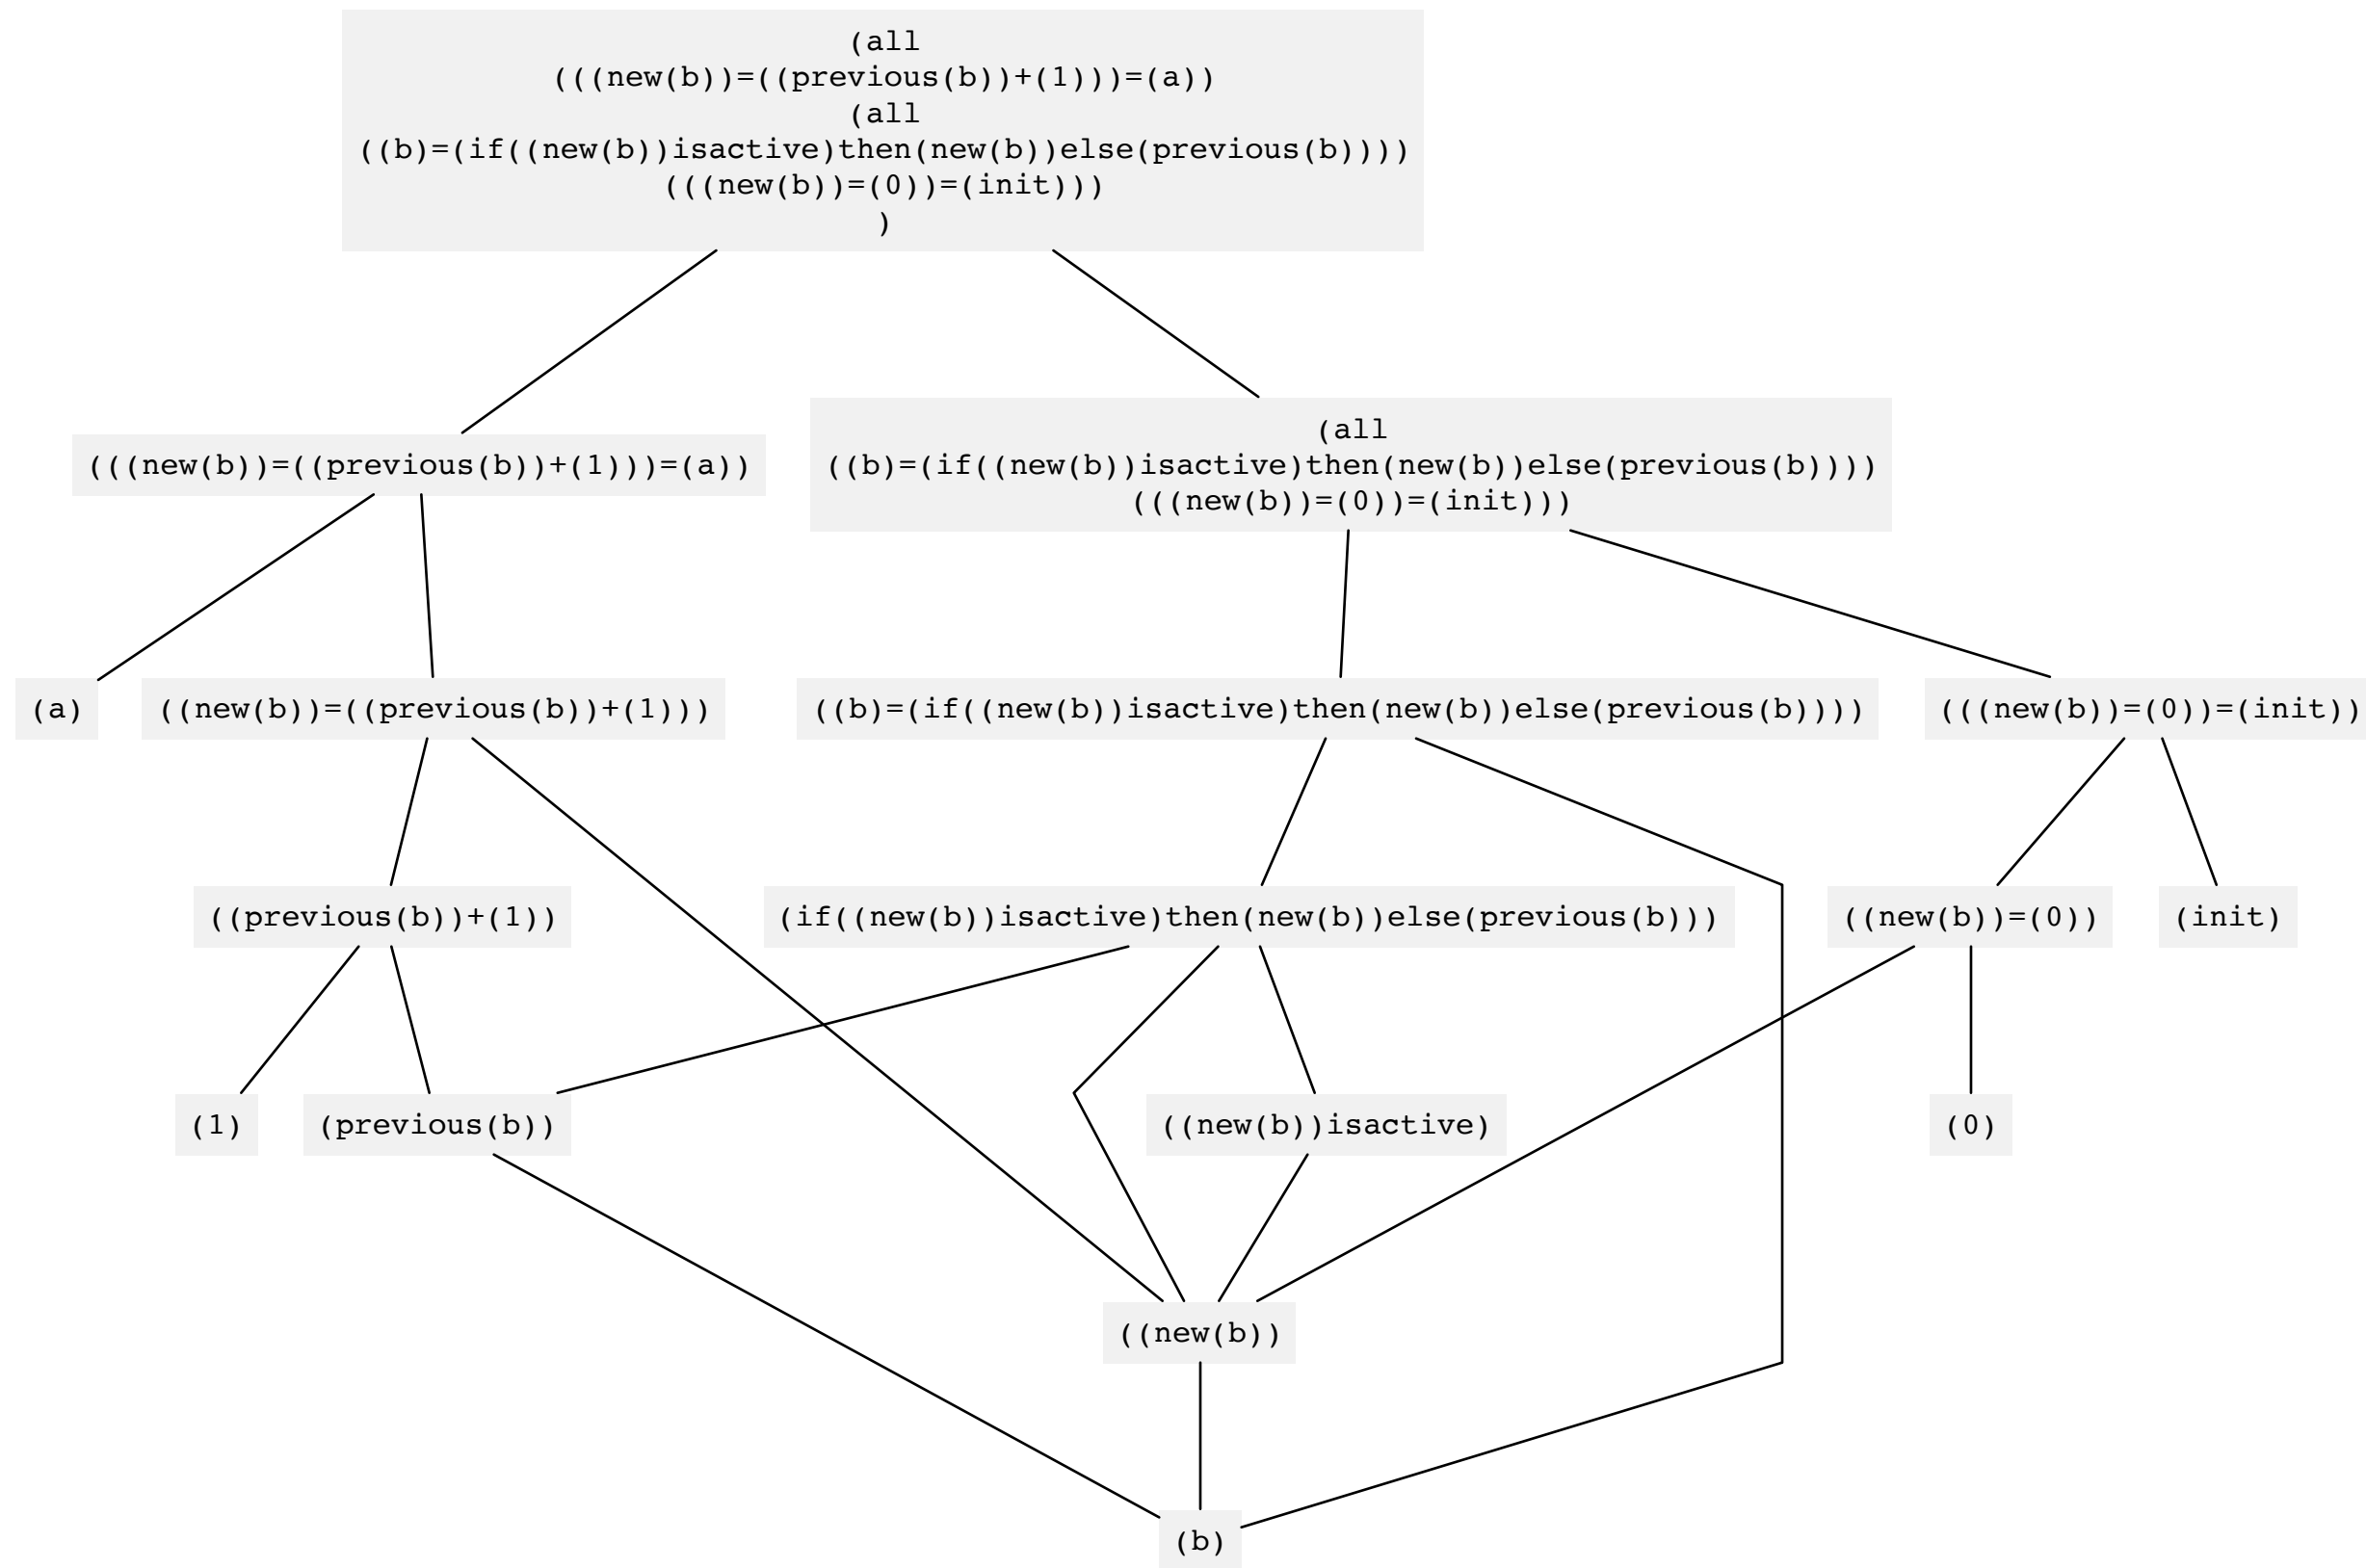 (all
(((new(b))=((previous(b))+(1)))=(a))
(all
((b)=(if((new(b))isactive)then(new(b))else(previous(b))))
(((new(b))=(0))=(init)))
)
(((new(b))=((previous(b))+(1)))=(a))
(all
((b)=(if((new(b))isactive)then(new(b))else(previous(b))))
(((new(b))=(0))=(init)))
(a)
((new(b))=((previous(b))+(1)))
((b)=(if((new(b))isactive)then(new(b))else(previous(b))))
(((new(b))=(0))=(init))
((previous(b))+(1))
(if((new(b))isactive)then(new(b))else(previous(b)))
((new(b))=(0))
(init)
(1)
(previous(b))
((new(b))isactive)
(0)
((new(b))
(b)